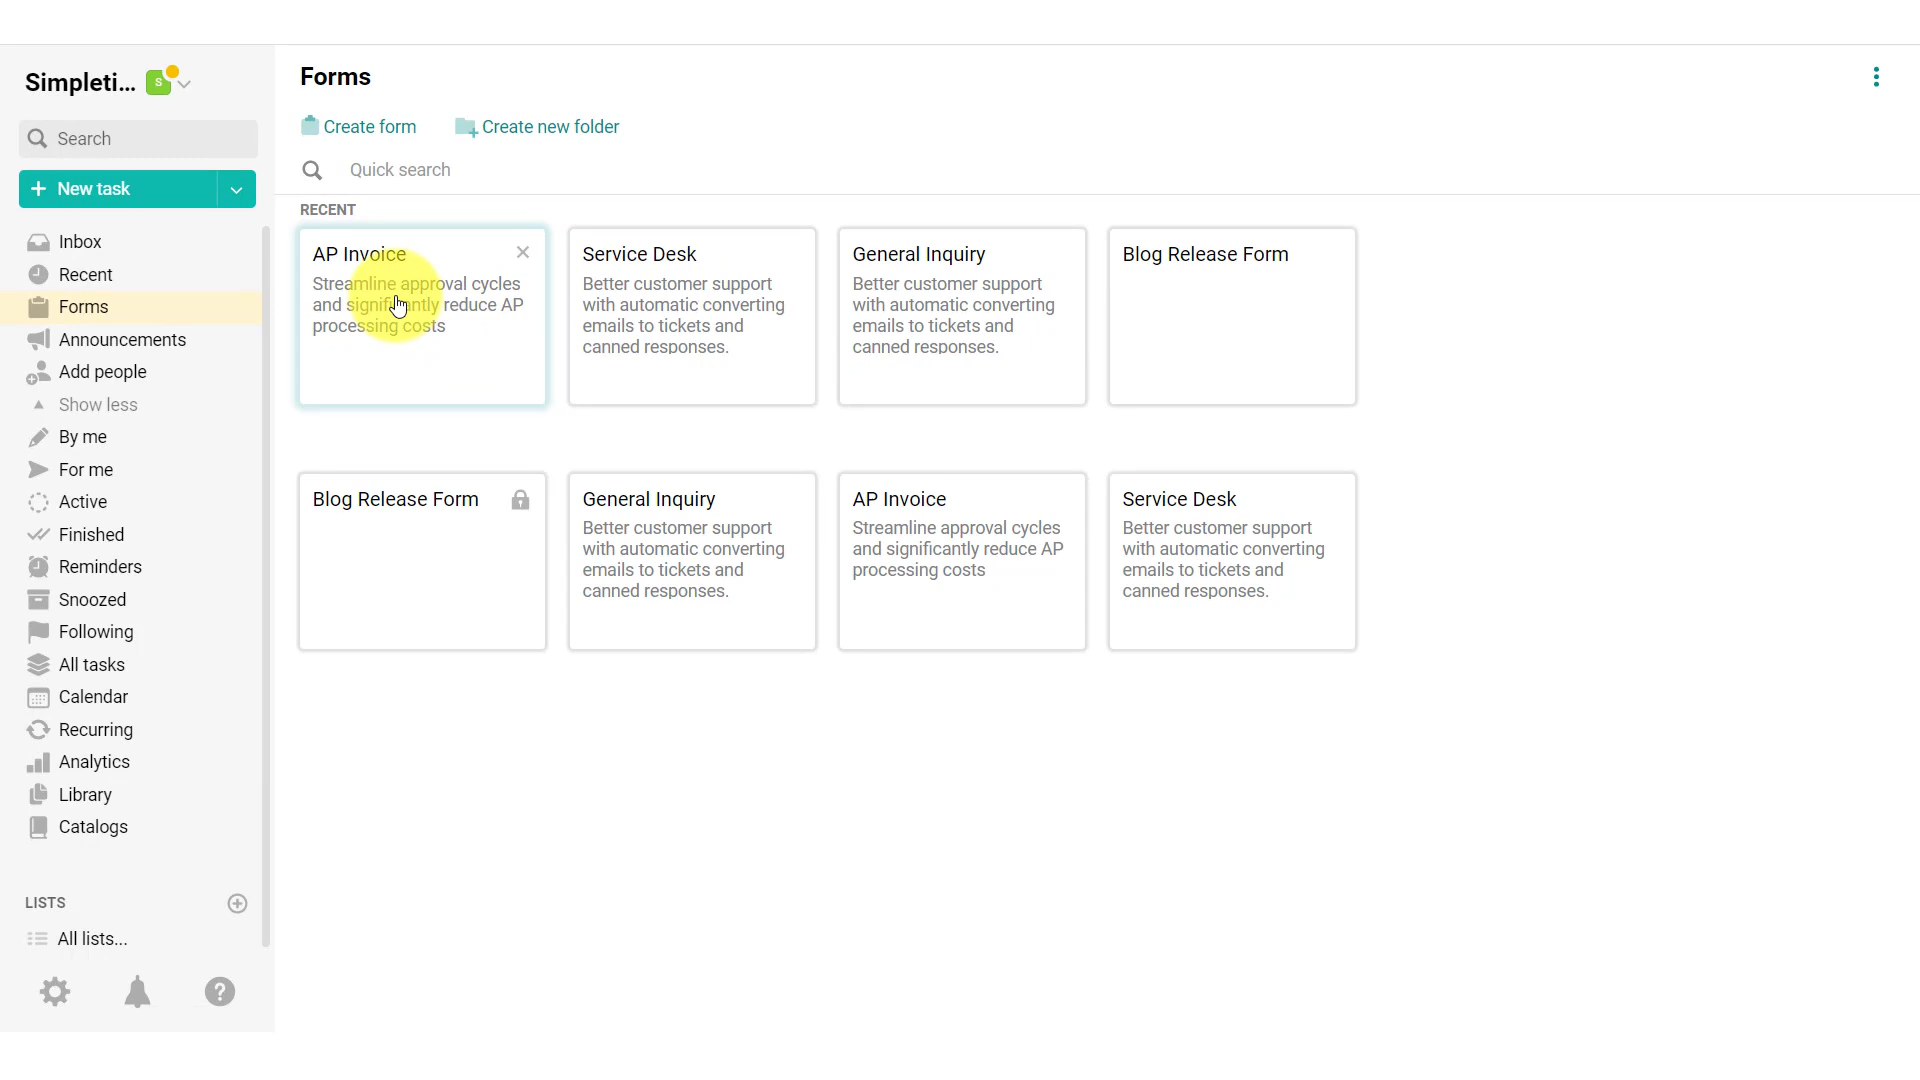 Simpleti... S
Forms
Create form Create new folder
Search
Quick search
New task
RECENT
Inbox
Recent
Forms
Announcements
Add people
Show less
By me
For me
Active
Finished
Reminders
Snoozed
Following
All tasks
Calendar
Recurring
Analytics
Library
Catalogs
LISTS
All lists...
?
AP Invoice
Streamline approval cycles
and significantly reduce AP
processing costs
Service Desk
Better customer support
with automatic converting
emails to tickets and
canned responses.
General Inquiry
Better customer support
with automatic converting
emails to tickets and
canned responses.
Blog Release Form
Blog Release Form
General Inquiry
Better customer support
with automatic converting
emails to tickets and
canned responses.
AP Invoice
Streamline approval cycles
and significantly reduce AP
processing costs
Service Desk
Better customer support
with automatic converting
emails to tickets and
canned responses.